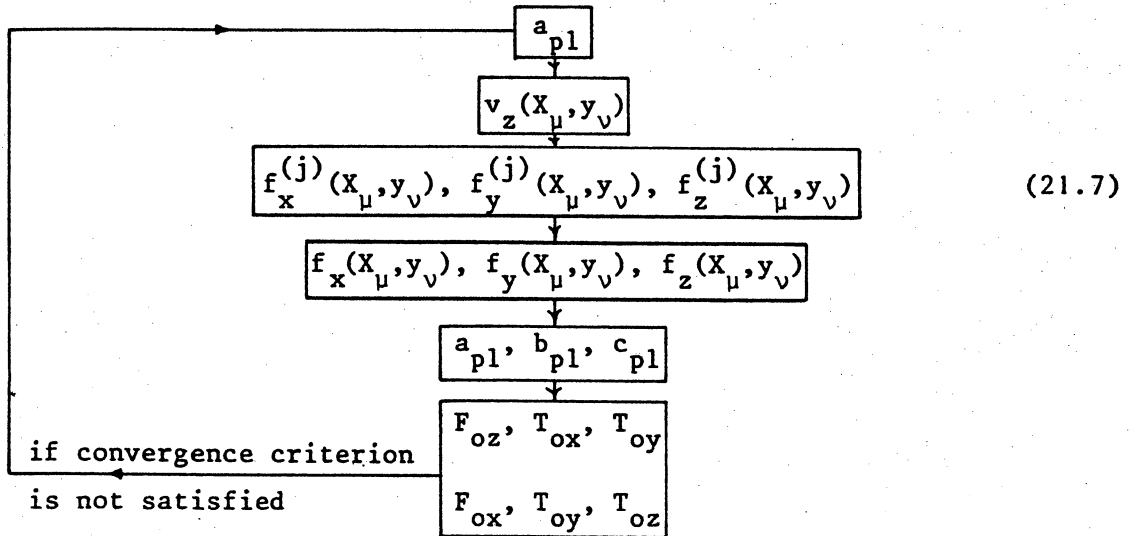 a_pl
v_z(X_μ,y_ν)
f_x^(j)(X_μ,y_ν), f_y^(j)(X_μ,y_ν), f_z^(j)(X_μ,y_ν) (21.7)
f_x(X_μ,y_ν), f_y(X_μ,y_ν), f_z(X_μ,y_ν)
a_pl, b_pl, c_pl
F_oz, T_ox, T_oy
if convergence criterion
is not satisfied
F_ox, T_oy, T_oz